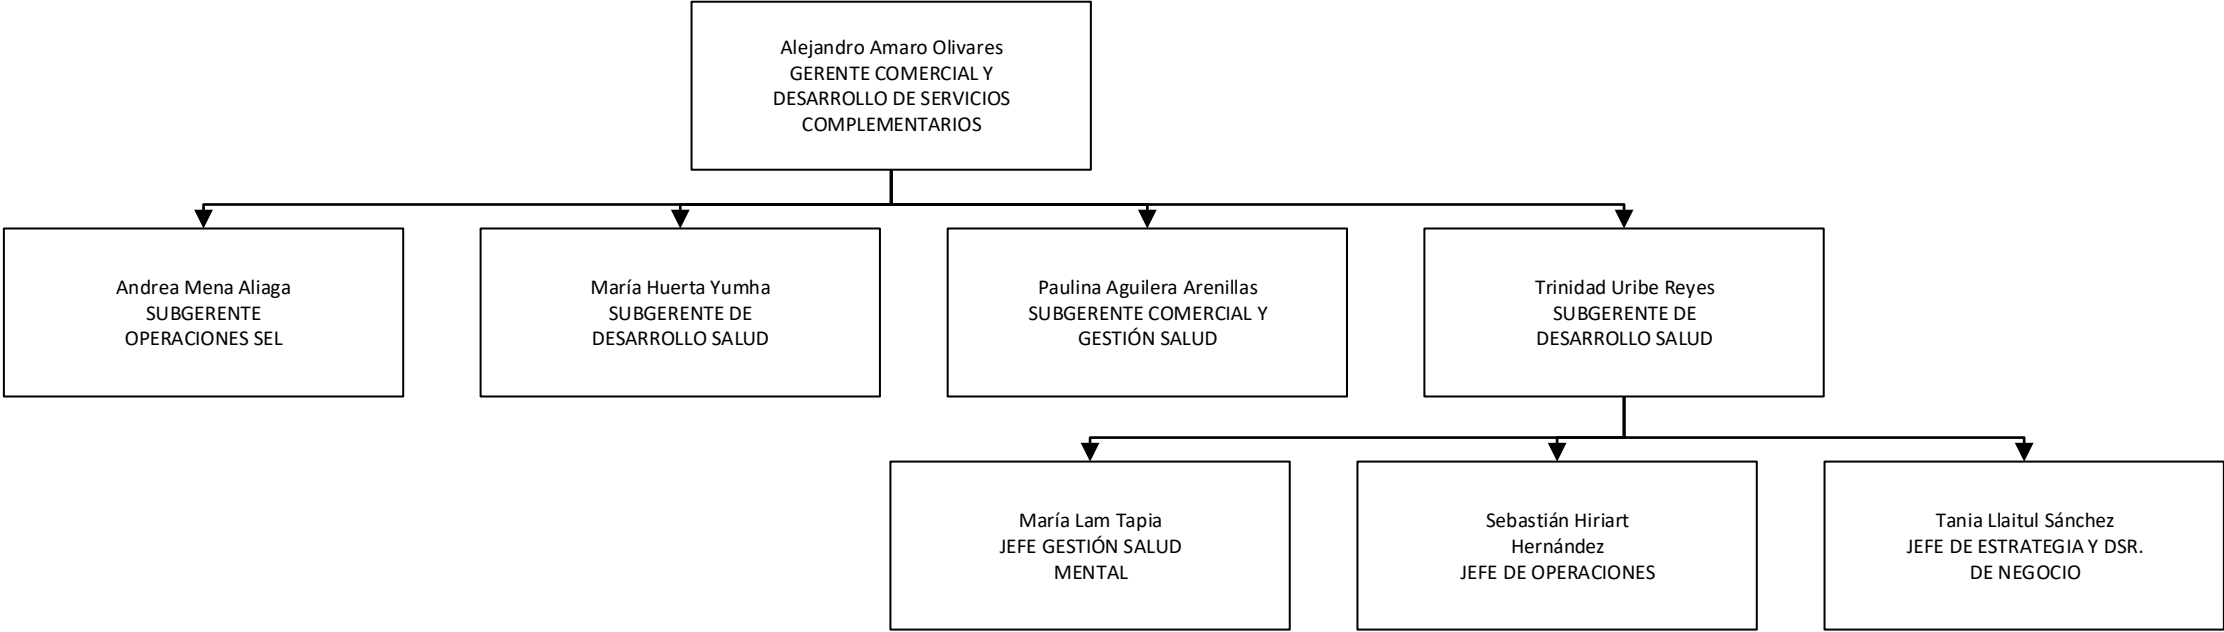 Alejandro Amaro Olivares
GERENTE COMERCIAL Y
DESARROLLO DE SERVICIOS
COMPLEMENTARIOS
Andrea Mena Aliaga
SUBGERENTE
OPERACIONES SEL
María Huerta Yumha
SUBGERENTE DE
DESARROLLO SALUD
Paulina Aguilera Arenillas
SUBGERENTE COMERCIAL Y
GESTIÓN SALUD
Trinidad Uribe Reyes
SUBGERENTE DE
DESARROLLO SALUD
María Lam Tapia
JEFE GESTIÓN SALUD
MENTAL
Sebastián Hiriart
Hernández
JEFE DE OPERACIONES
Tania Llaitul Sánchez
JEFE DE ESTRATEGIA Y DSR.
DE NEGOCIO